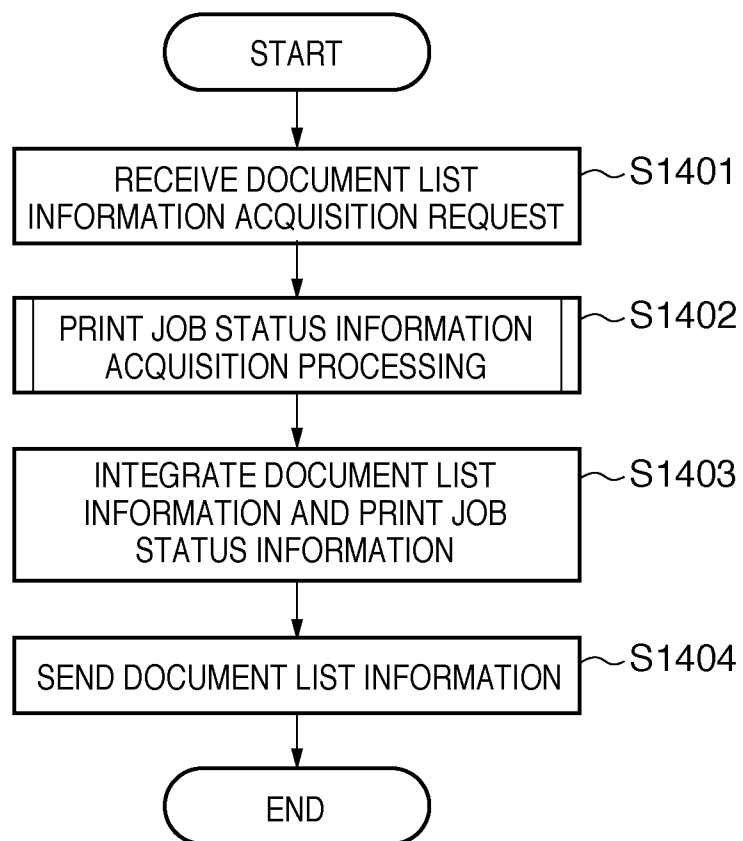 START
RECEIVE DOCUMENT LIST
INFORMATION ACQUISITION REQUEST
S1401
PRINT JOB STATUS INFORMATION
ACQUISITION PROCESSING
S1402
INTEGRATE DOCUMENT LIST
INFORMATION AND PRINT JOB
STATUS INFORMATION
S1403
SEND DOCUMENT LIST INFORMATION
S1404
END